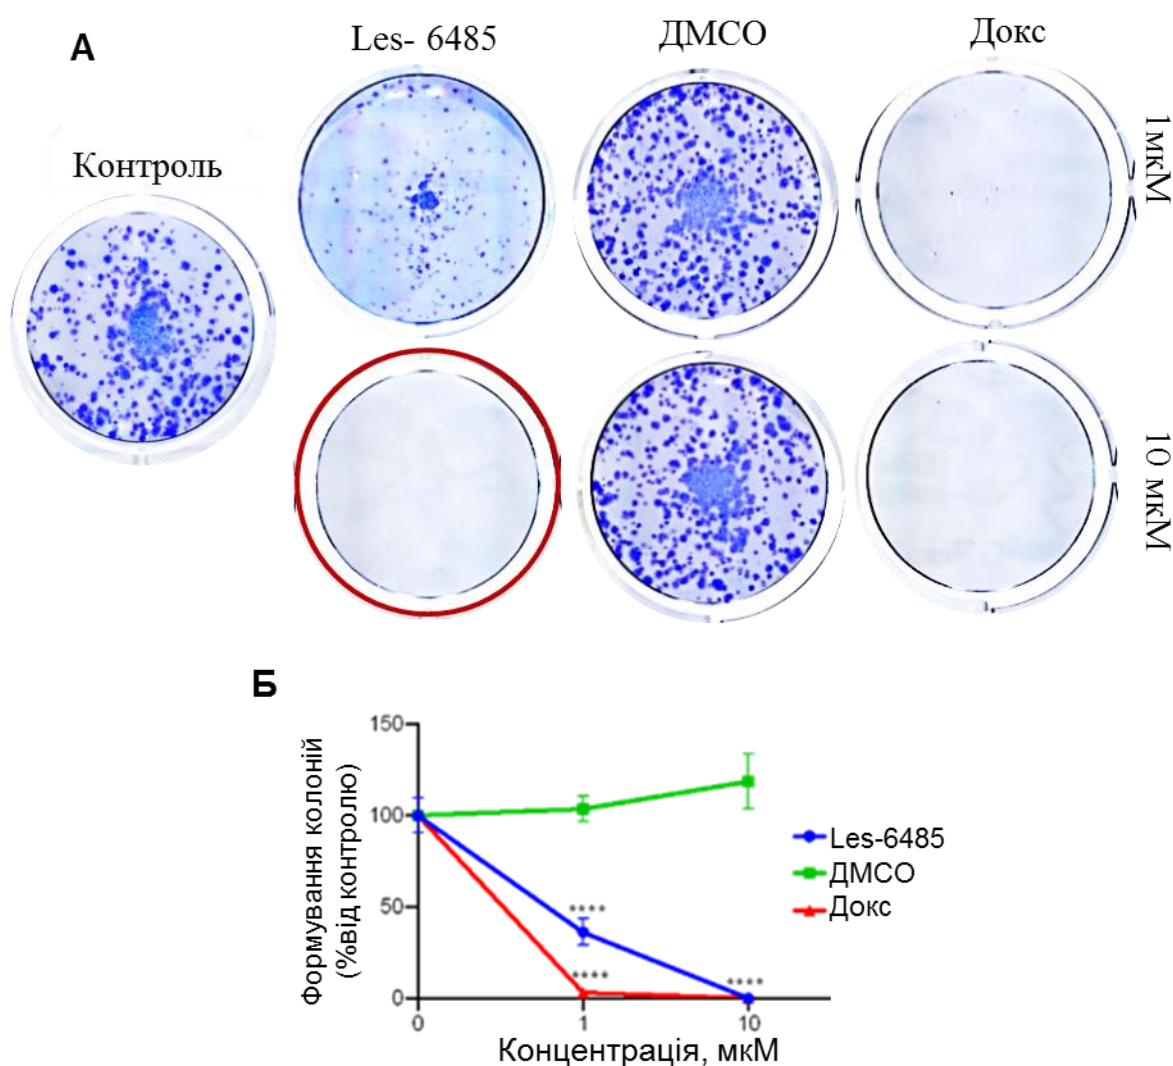 А
Les- 6485
ДМСО
Докс
Контроль
1мкМ
10 мкМ
Б
Формування колоній
(%від контролю)
150
100
50
0
****
****
****
0
1
10
Концентрація, мкМ
Les-6485
ДМСО
Докс